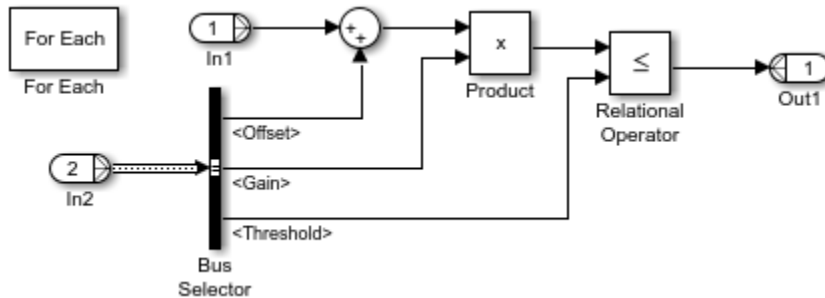 For Each
For Each
1
In1
+
+
x
Product
≤
Relational
Operator
1
Out1
<Offset>
2
In2
<Gain>
<Threshold>
Bus
Selector